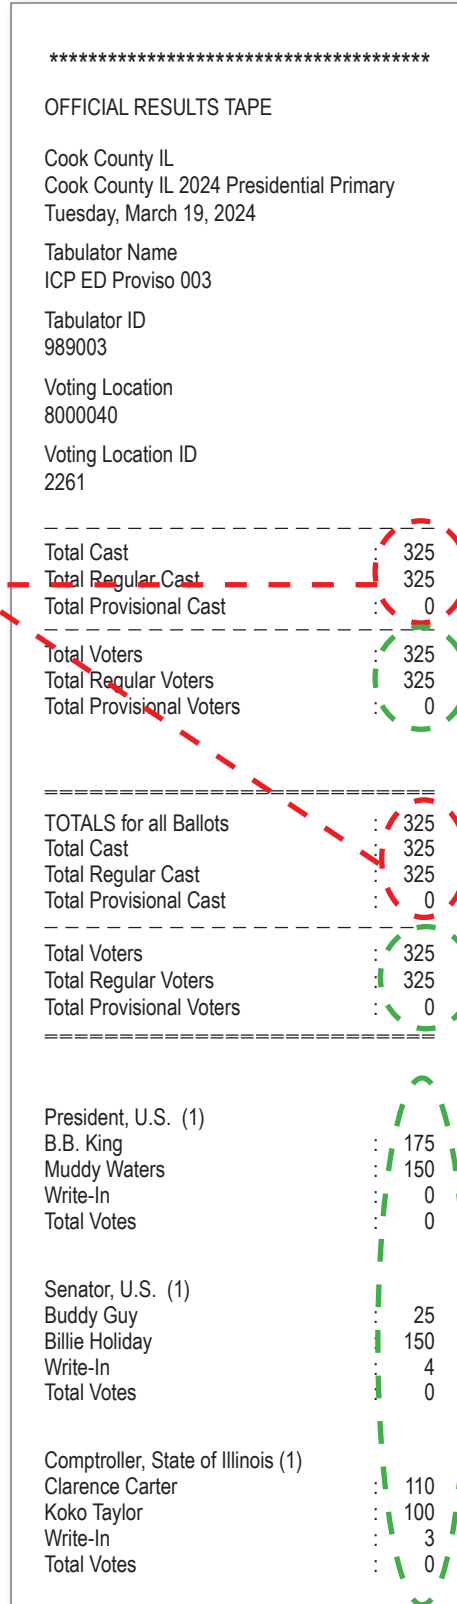 ***************************************
OFFICIAL RESULTS TAPE
Cook County IL
Cook County IL 2024 Presidential Primary
Tuesday, March 19, 2024
Tabulator Name
ICP ED Proviso 003
Tabulator ID
989003
Voting Location
8000040
Voting Location ID
2261
Total Cast : 325
Total Regular Cast : 325
Total Provisional Cast : 0
Total Voters : 325
Total Regular Voters : 325
Total Provisional Voters : 0
TOTALS for all Ballots : 325
Total Cast : 325
Total Regular Cast : 325
Total Provisional Cast : 0
Total Voters : 325
Total Regular Voters : 325
Total Provisional Voters : 0
President, U.S. (1)
B.B. King : 175
Muddy Waters : 150
Write-In : 0
Total Votes : 0
Senator, U.S. (1)
Buddy Guy : 25
Billie Holiday : 150
Write-In : 4
Total Votes : 0
Comptroller, State of Illinois (1)
Clarence Carter : 110
Koko Taylor : 100
Write-In : 3
Total Votes : 0